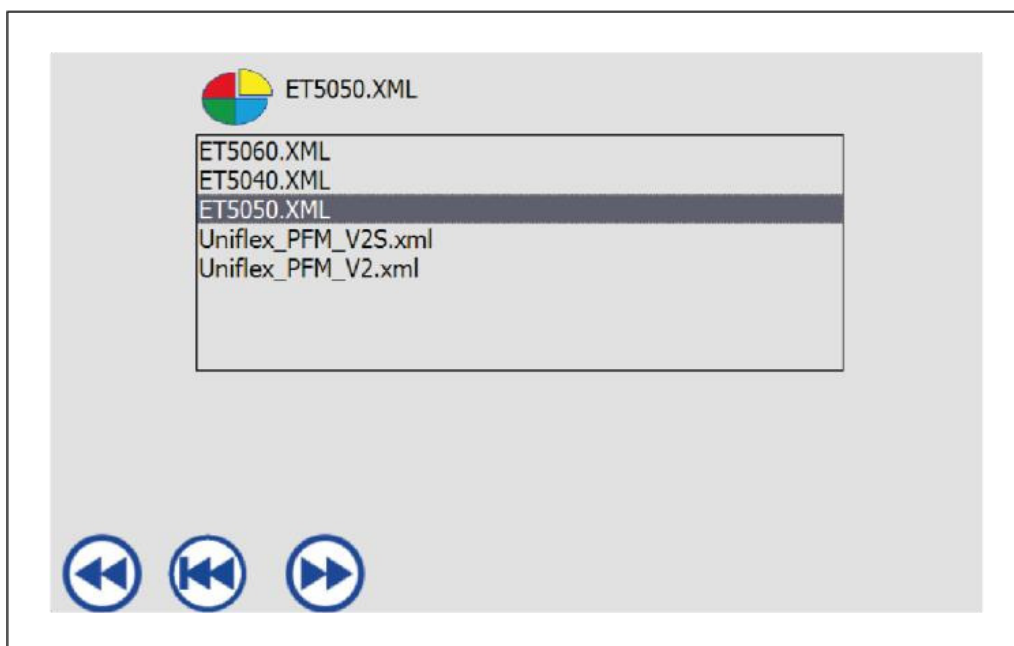 ET5050.XML
ET5060.XML
ET5040.XML
ET5050.XML
Uniflex_PFM_V2S.xml
Uniflex_PFM_V2.xml